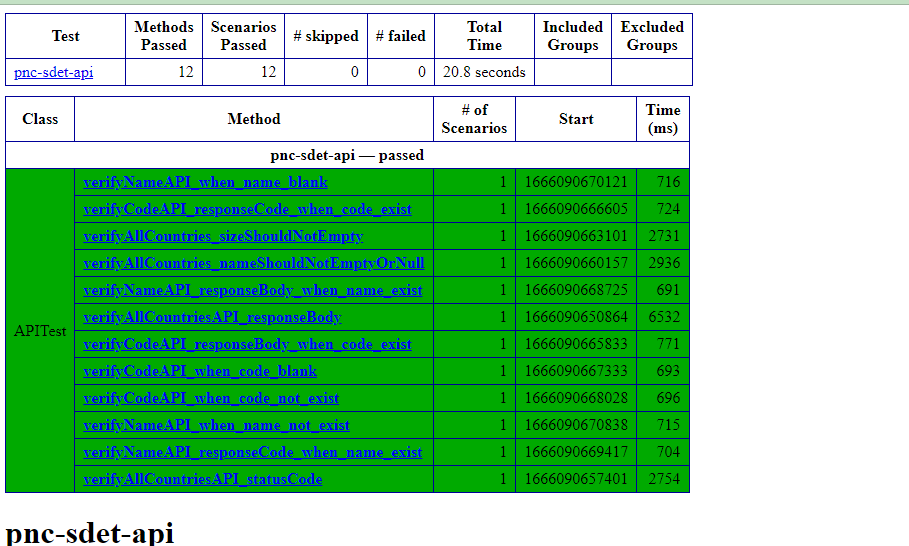 Test Methods Passed Scenarios Passed # skipped # failed Total Time Included Groups Excluded Groups
pnc-sdet-api 12 12 0 0 20.8 seconds
Class Method # of Scenarios Start Time (ms)
pnc-sdet-api — passed
APITest
verifyNameAPI_when_name_blank 1 1666090670121 716
verifyCodeAPI_responseCode_when_code_exist 1 1666090666605 724
verifyAllCountries_sizeShouldNotEmpty 1 1666090663101 2731
verifyAllCountries_nameShouldNotEmptyOrNull 1 1666090660157 2936
verifyNameAPI_responseBody_when_name_exist 1 1666090668725 691
verifyAllCountriesAPI_responseBody 1 1666090650864 6532
verifyCodeAPI_responseBody_when_code_exist 1 1666090665833 771
verifyCodeAPI_when_code_blank 1 1666090667333 693
verifyCodeAPI_when_code_not_exist 1 1666090668028 696
verifyNameAPI_when_name_not_exist 1 1666090670838 715
verifyNameAPI_responseCode_when_name_exist 1 1666090669417 704
verifyAllCountriesAPI_statusCode 1 1666090657401 2754
pnc-sdet-api